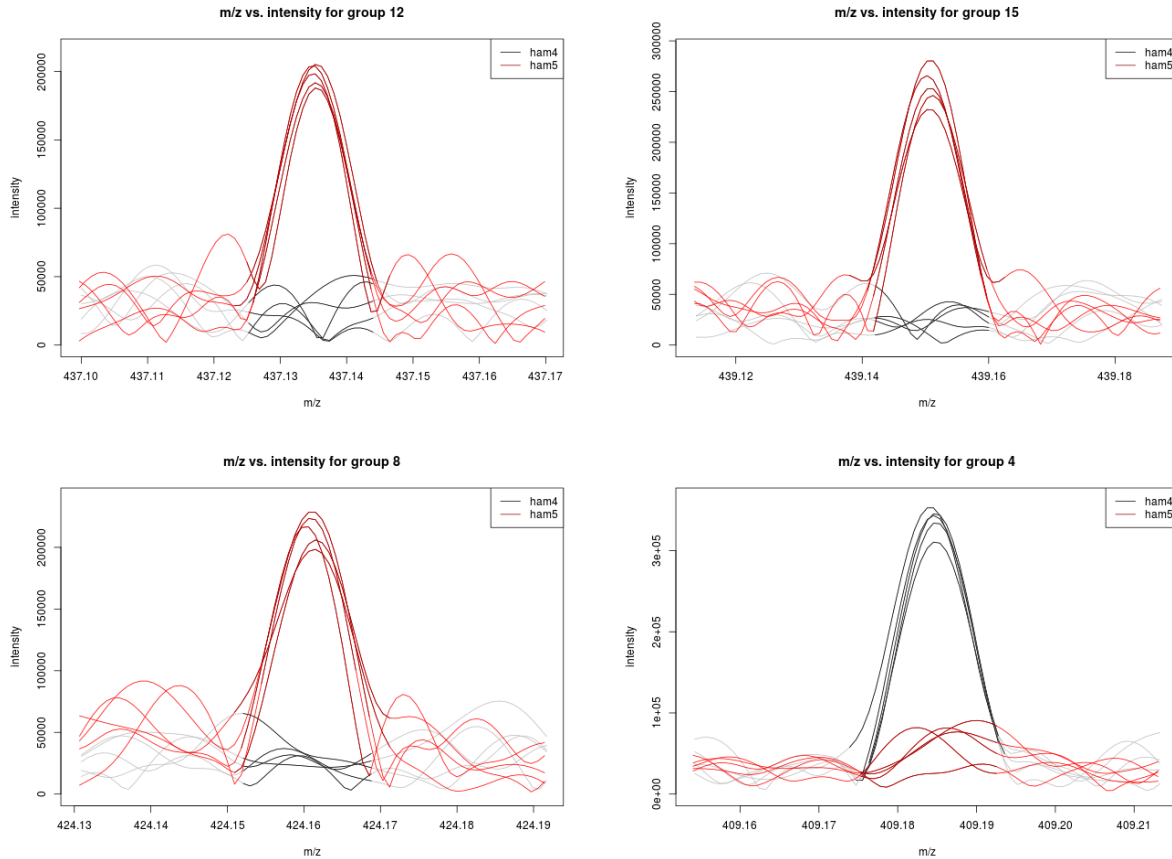 m/z vs. intensity for group 12
ham4
ham5
intensity
0
50000
100000
150000
200000
437.10 437.11 437.12 437.13 437.14 437.15 437.16 437.17
m/z
m/z vs. intensity for group 15
ham4
ham5
intensity
0
50000
100000
150000
200000
250000
300000
439.12 439.14 439.16 439.18
m/z
m/z vs. intensity for group 8
ham4
ham5
intensity
0
50000
100000
150000
200000
424.13 424.14 424.15 424.16 424.17 424.18 424.19
m/z
m/z vs. intensity for group 4
ham4
ham5
intensity
0e+00
1e+05
2e+05
3e+05
409.16 409.17 409.18 409.19 409.20 409.21
m/z